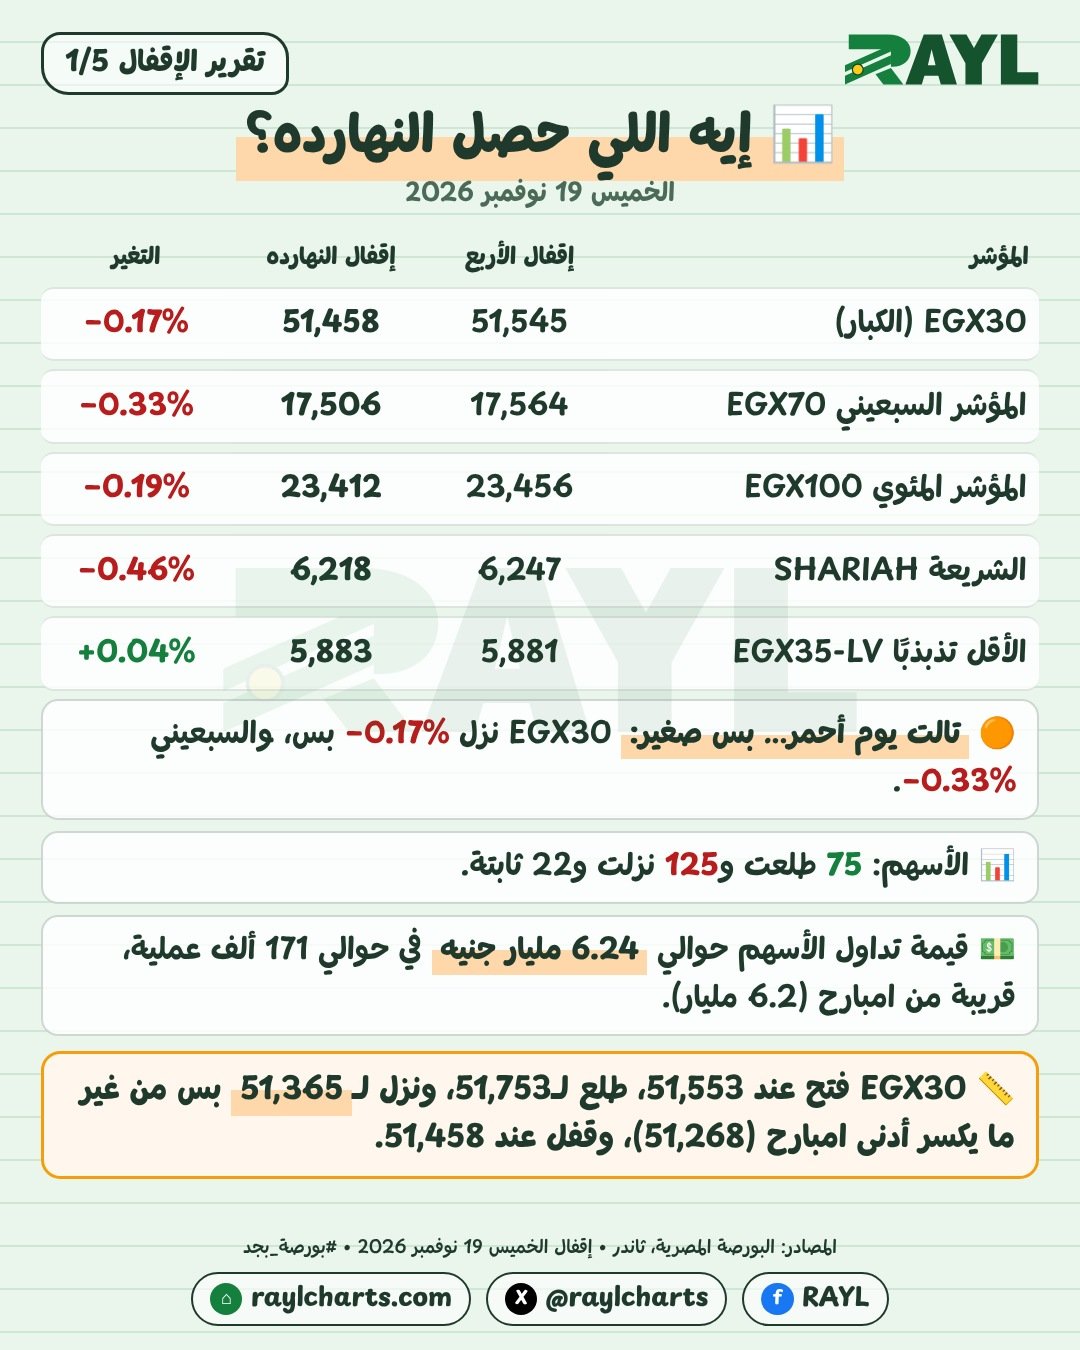 RAYL
تقرير الإقفال 1/5
📊 إيه اللي حصل النهارده؟
الخميس 19 نوفمبر 2026
المؤشر إقفال الأربع إقفال النهارده التغير
EGX30 (الكبار) 51,545 51,458 −0.17%
المؤشر السبعيني EGX70 17,564 17,506 −0.33%
المؤشر المئوي EGX100 23,456 23,412 −0.19%
الشريعة SHARIAH 6,247 6,218 −0.46%
الأقل تذبذبًا EGX35-LV 5,881 5,883 +0.04%
🟠 تالت يوم أحمر... بس صغير: EGX30 نزل −0.17% بس، والسبعيني
−0.33%.
📊 الأسهم: 75 طلعت و125 نزلت و22 ثابتة.
💵 قيمة تداول الأسهم حوالي 6.24 مليار جنيه في حوالي 171 ألف عملية،
قريبة من امبارح (6.2 مليار).
📏 EGX30 فتح عند 51,553، طلع لـ51,753، ونزل لـ 51,365 بس من غير
ما يكسر أدنى امبارح (51,268)، وقفل عند 51,458.
المصادر: البورصة المصرية، ثاندر • إقفال الخميس 19 نوفمبر 2026 • #بورصة_بجد
RAYL
@raylcharts
raylcharts.com